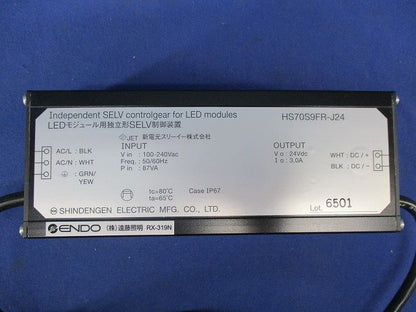 Independent SELV controlgear for LED modules
HS70S9FR-J24
LEDモジュール用独立形SELV制御装置
JET 新電元スリーイー株式会社
INPUT
OUTPUT
AC/L : BLK
AC/N : WHT
⏚ : GRN/
YEW
V in : 100-240Vac
Freq. : 50/60Hz
P in : 87VA
V o : 24Vdc
I o : 3.0A
WHT : DC / +
BLK : DC / −
tc=80℃
ta=65℃
Case IP67
SHINDENGEN ELECTRIC MFG. CO., LTD.
Lot. 6501
ENDO (株)遠藤照明 RX-319N